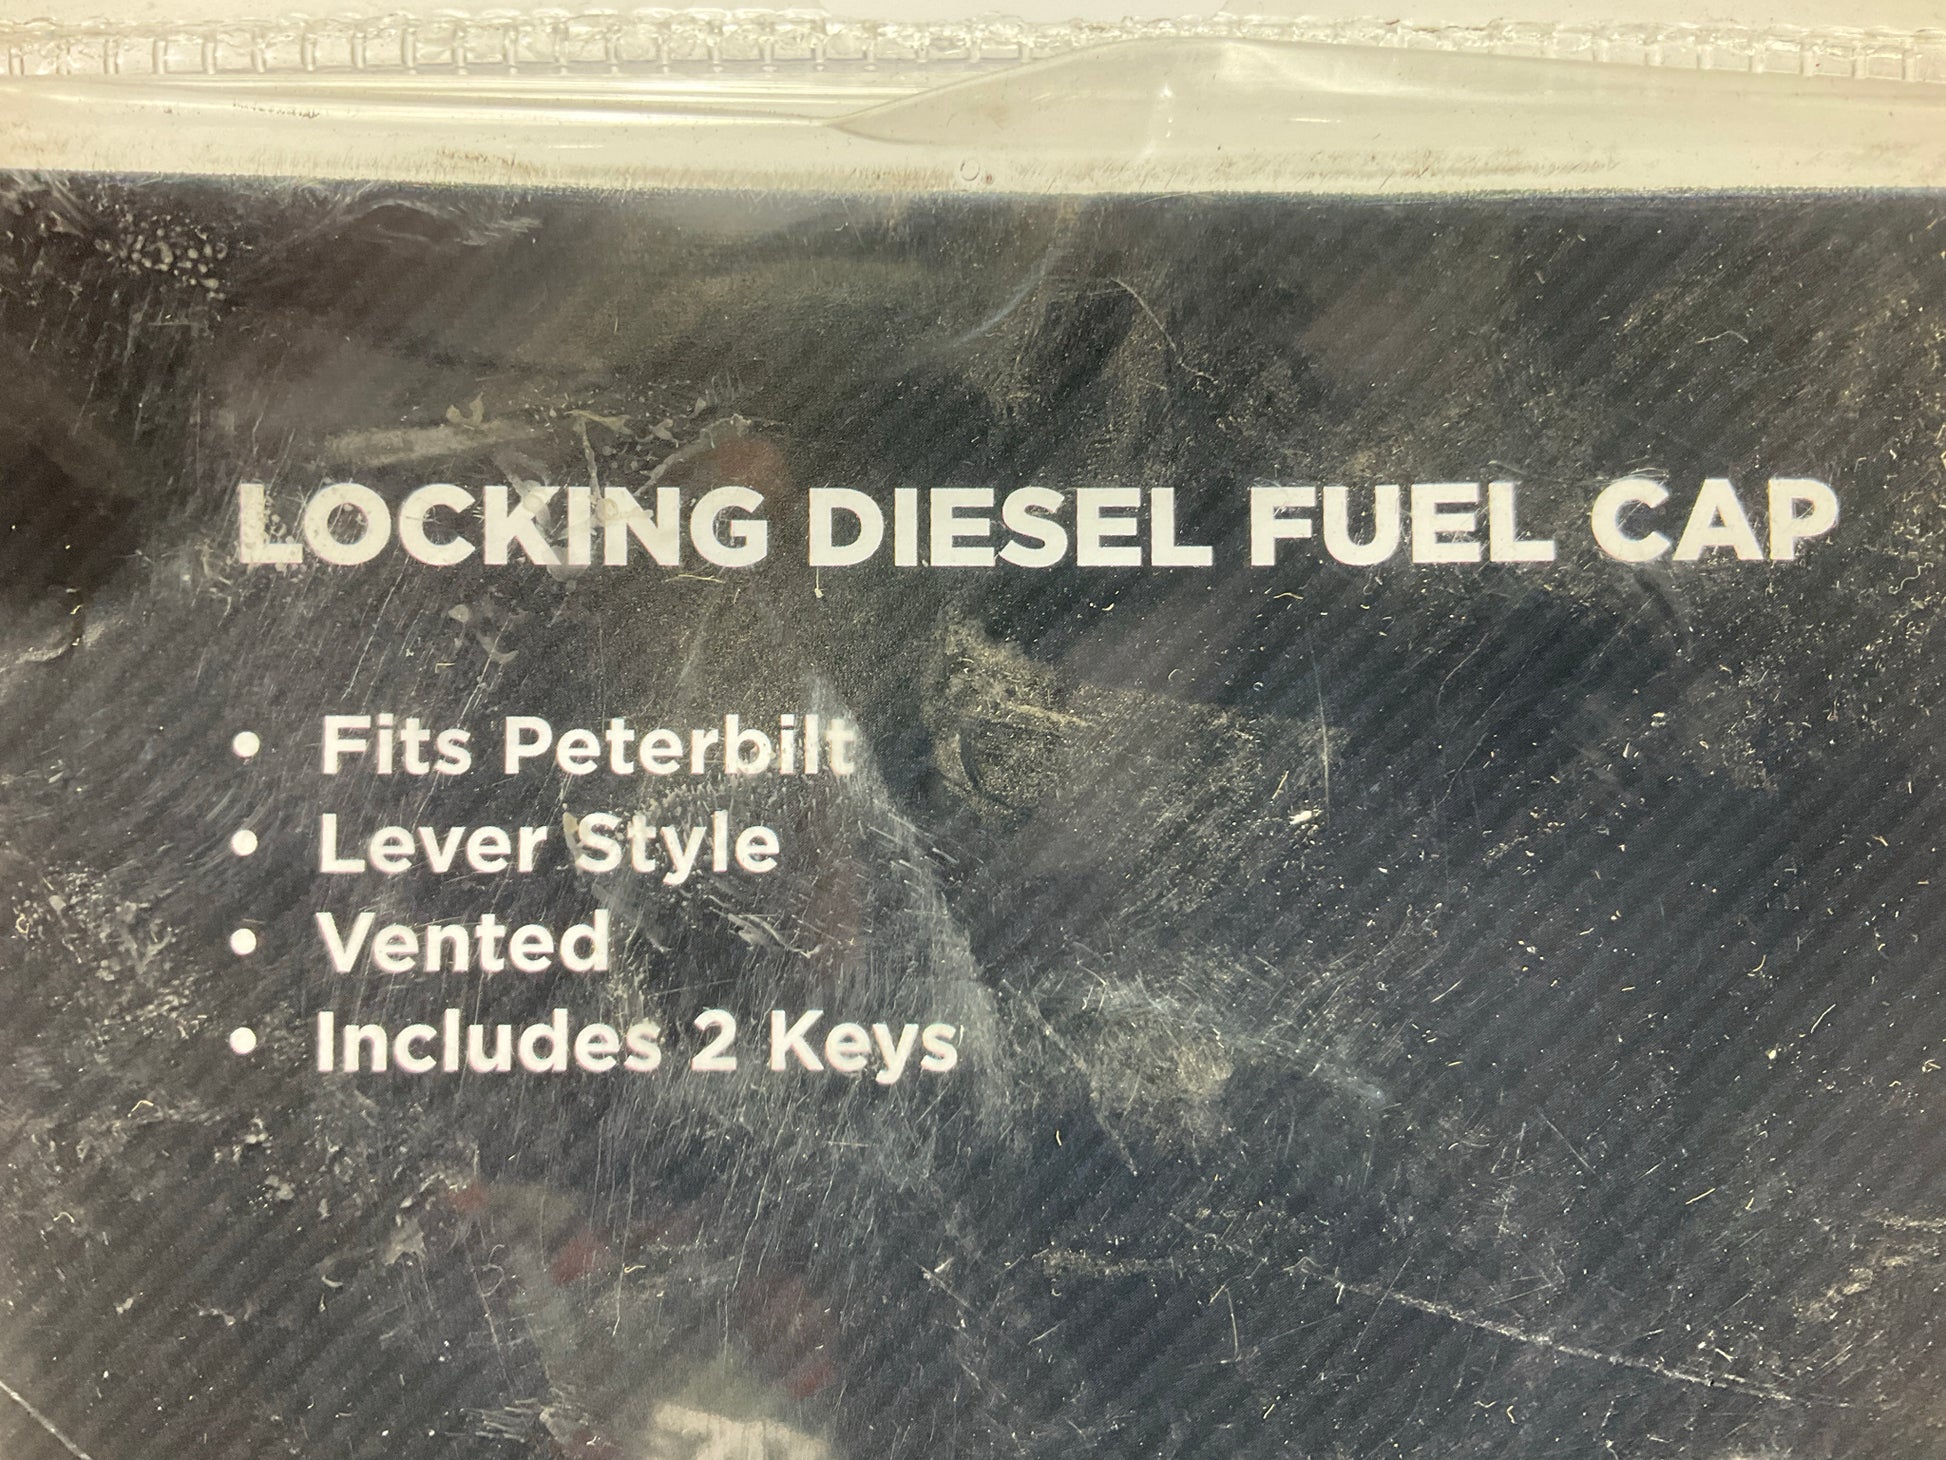 LOCKING DIESEL FUEL CAP
• Fits Peterbilt
• Lever Style
• Vented
• Includes 2 Keys